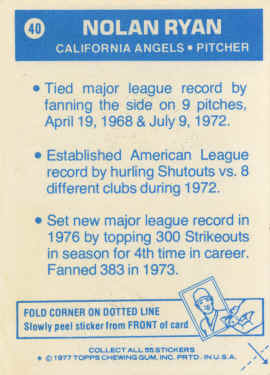 40
NOLAN RYAN
CALIFORNIA ANGELS • PITCHER
• Tied major league record by
fanning the side on 9 pitches,
April 19, 1968 & July 9, 1972.
• Established American League
record by hurling Shutouts vs. 8
different clubs during 1972.
• Set new major league record in
1976 by topping 300 Strikeouts
in season for 4th time in career.
Fanned 383 in 1973.
FOLD CORNER ON DOTTED LINE
Slowly peel sticker from FRONT of card
COLLECT ALL 55 STICKERS
* © 1977 TOPPS CHEWING GUM, INC. PRTD. IN U.S.A.